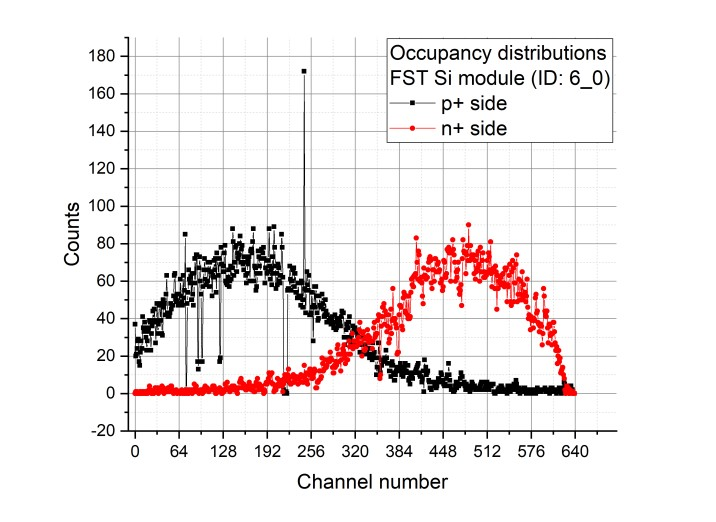 Occupancy distributions
FST Si module (ID: 6_0)
p+ side
n+ side
180
160
140
120
100
80
60
40
20
0
-20
Counts
0 64 128 192 256 320 384 448 512 576 640
Channel number